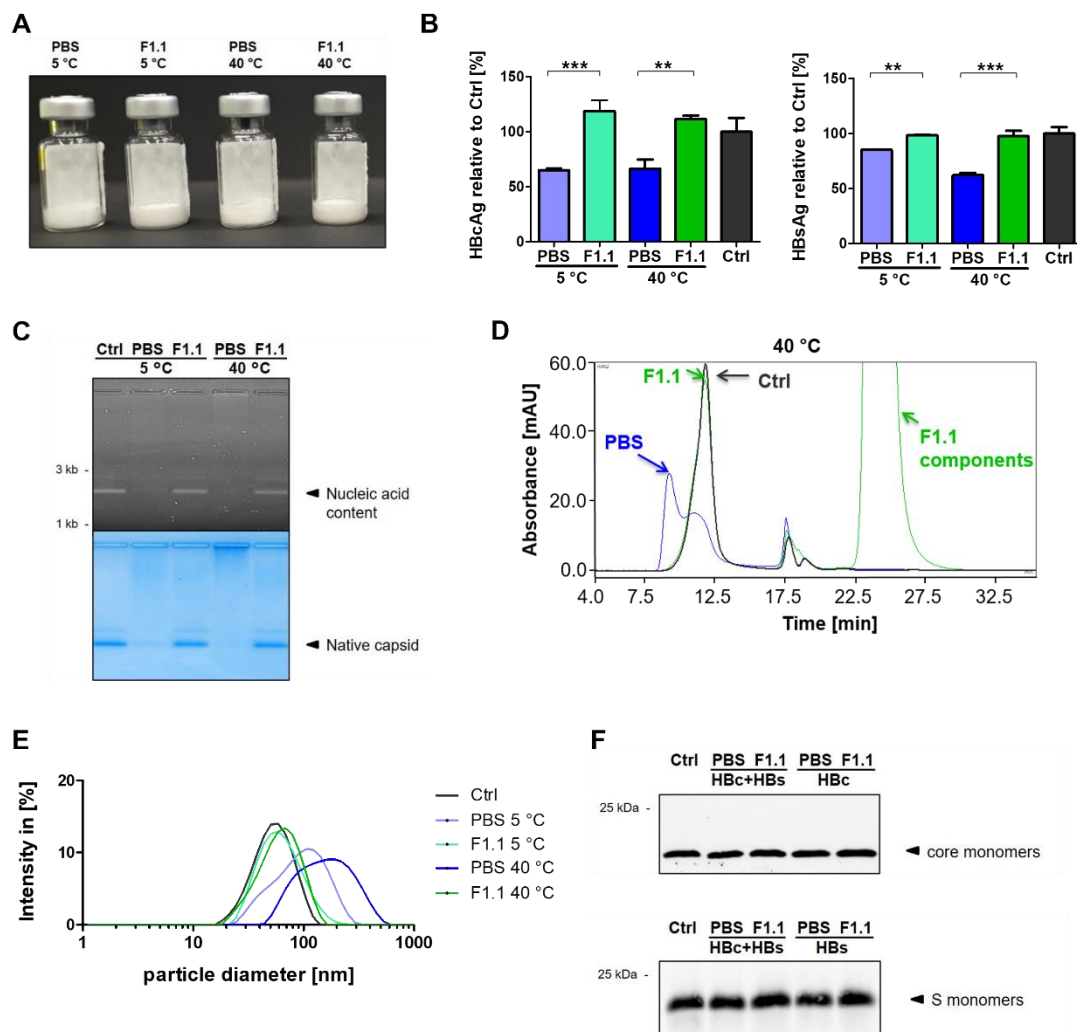 A
PBS F1.1 PBS F1.1
5 °C 5 °C 40 °C 40 °C
B
HBcAg relative to Ctrl [%]
150
100
50
0
*** **
PBS F1.1 PBS F1.1 Ctrl
5 °C 40 °C
HBsAg relative to Ctrl [%]
150
100
50
0
** ***
PBS F1.1 PBS F1.1 Ctrl
5 °C 40 °C
C
Ctrl PBS F1.1 PBS F1.1
5 °C 40 °C
3 kb -
1 kb -
Nucleic acid
content
Native capsid
D
40 °C
Absorbance [mAU]
60.0
40.0
20.0
0.0
F1.1
Ctrl
PBS
F1.1
components
4.0 7.5 12.5 17.5 22.5 27.5 32.5
Time [min]
E
Intensity in [%]
20
10
0
1 10 100 1000
particle diameter [nm]
Ctrl
PBS 5 °C
F1.1 5 °C
PBS 40 °C
F1.1 40 °C
F
Ctrl PBS F1.1 PBS F1.1
HBc+HBs HBc
25 kDa -
core monomers
Ctrl PBS F1.1 PBS F1.1
HBc+HBs HBs
25 kDa -
S monomers